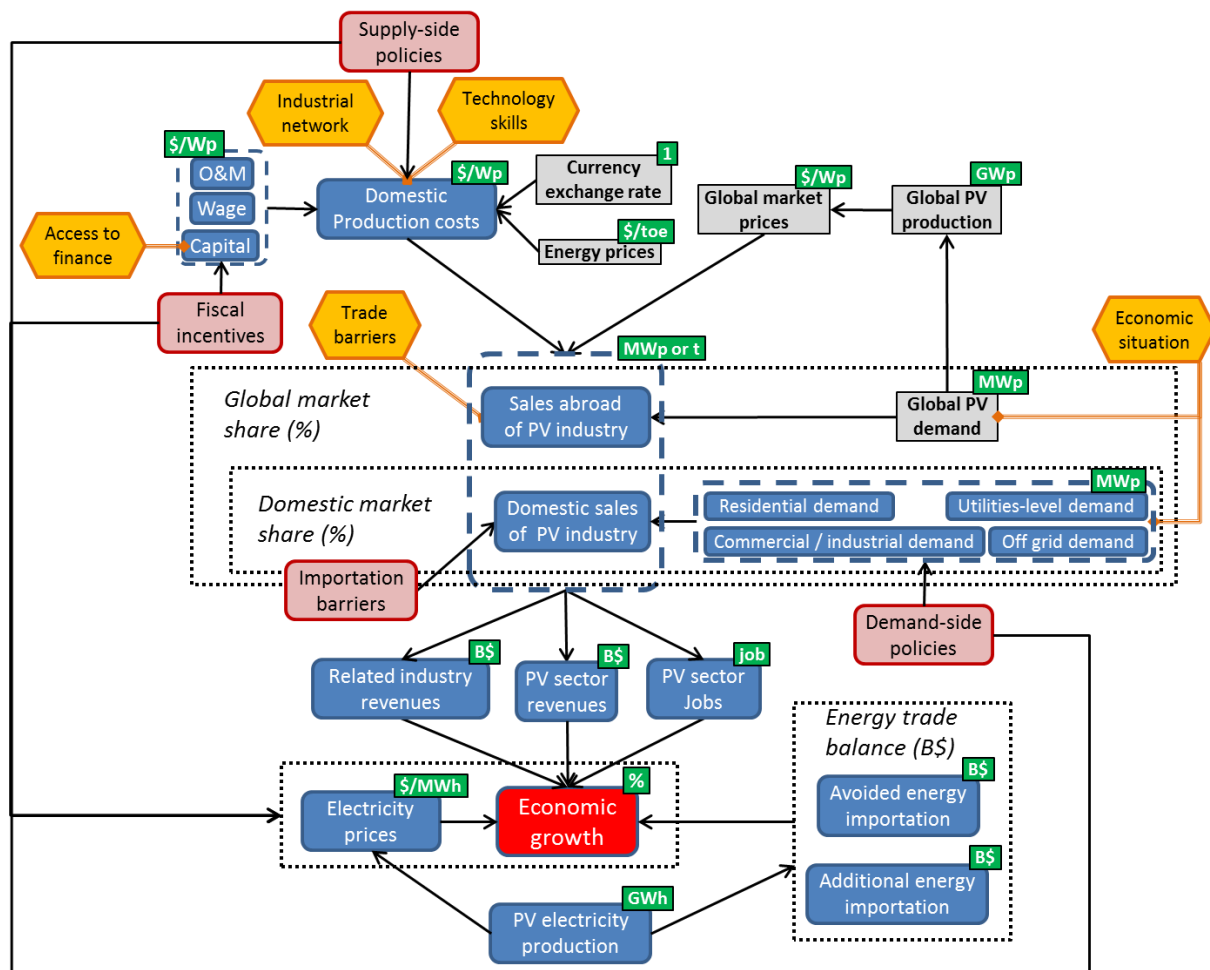 Supply-side
policies
Industrial
network
Technology
skills
$/Wp
O&M
Wage
Capital
$/Wp
Domestic
Production costs
1
Currency
exchange rate
$/toe
Energy prices
$/Wp
Global market
prices
GWp
Global PV
production
Access to
finance
Fiscal
incentives
Trade
barriers
Economic
situation
MWp or t
Global market
share (%)
Sales abroad
of PV industry
MWp
Global PV
demand
Domestic market
share (%)
Domestic sales
of PV industry
MWp
Residential demand
Utilities-level demand
Commercial / industrial demand
Off grid demand
Importation
barriers
Demand-side
policies
B$
Related industry
revenues
B$
PV sector
revenues
job
PV sector
Jobs
Energy trade
balance (B$)
$/MWh
Electricity
prices
%
Economic
growth
B$
Avoided energy
importation
B$
Additional energy
importation
GWh
PV electricity
production